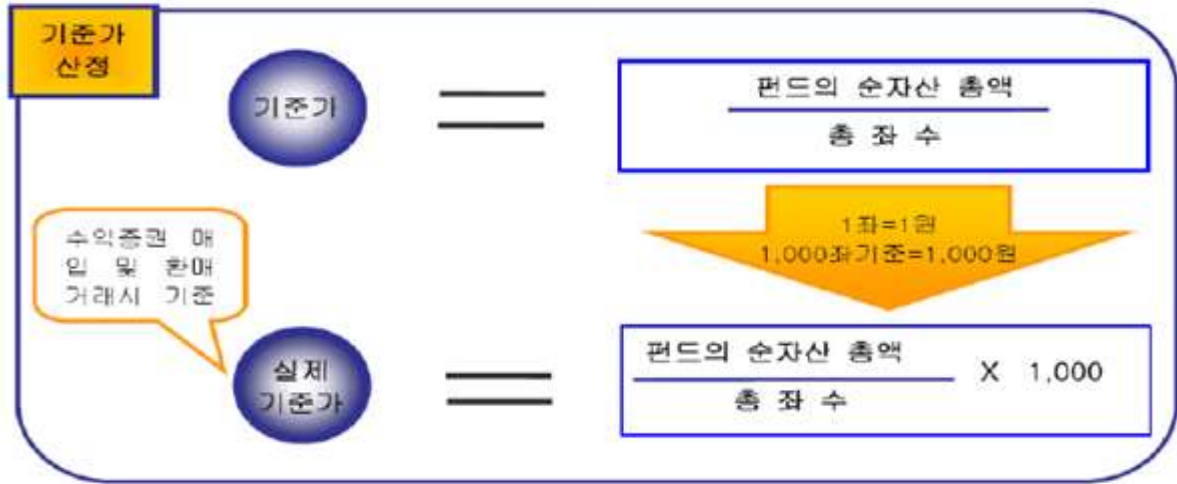 기준가
산정
기준가
펀드의 순자산 총액
총 좌 수
1좌=1원
1,000좌기준=1,000원
수익증권 매
입 및 환매
거래시 기준
실제
기준가
펀드의 순자산 총액
총 좌 수
X 1,000